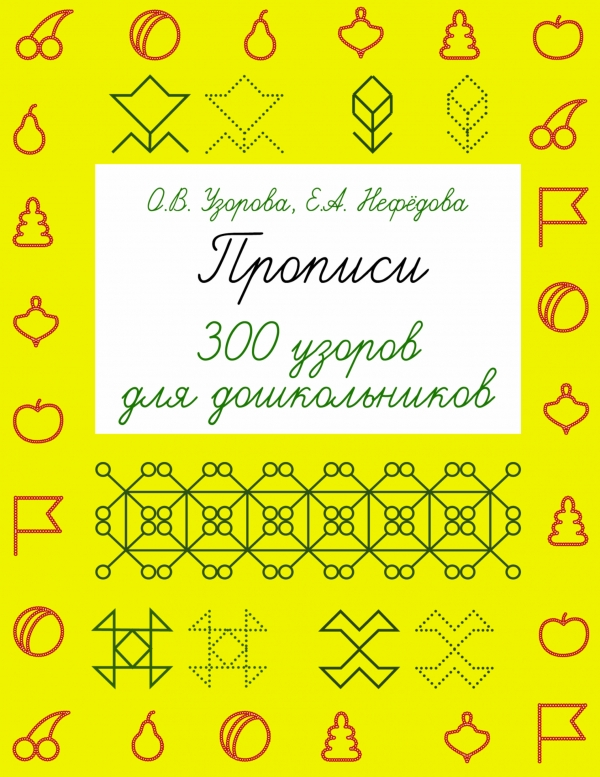 О.В. Узорова, Е.А. Нефёдова
Прописи
300 узоров
для дошкольников